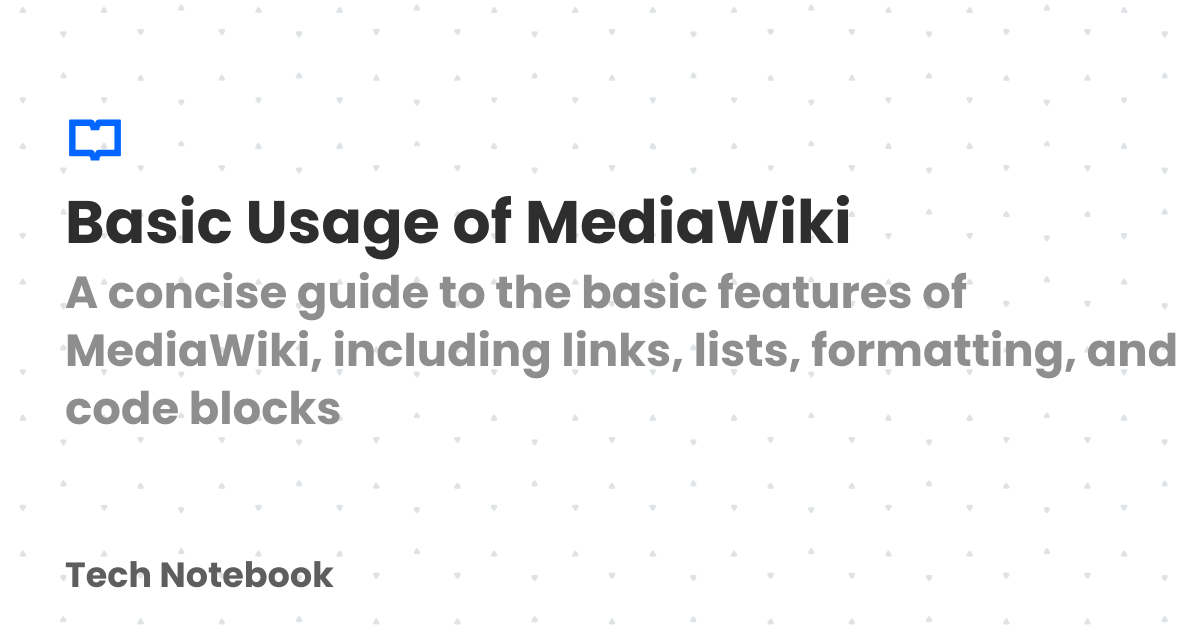 Basic Usage of MediaWiki
A concise guide to the basic features of
MediaWiki, including links, lists, formatting, and
code blocks
Tech Notebook